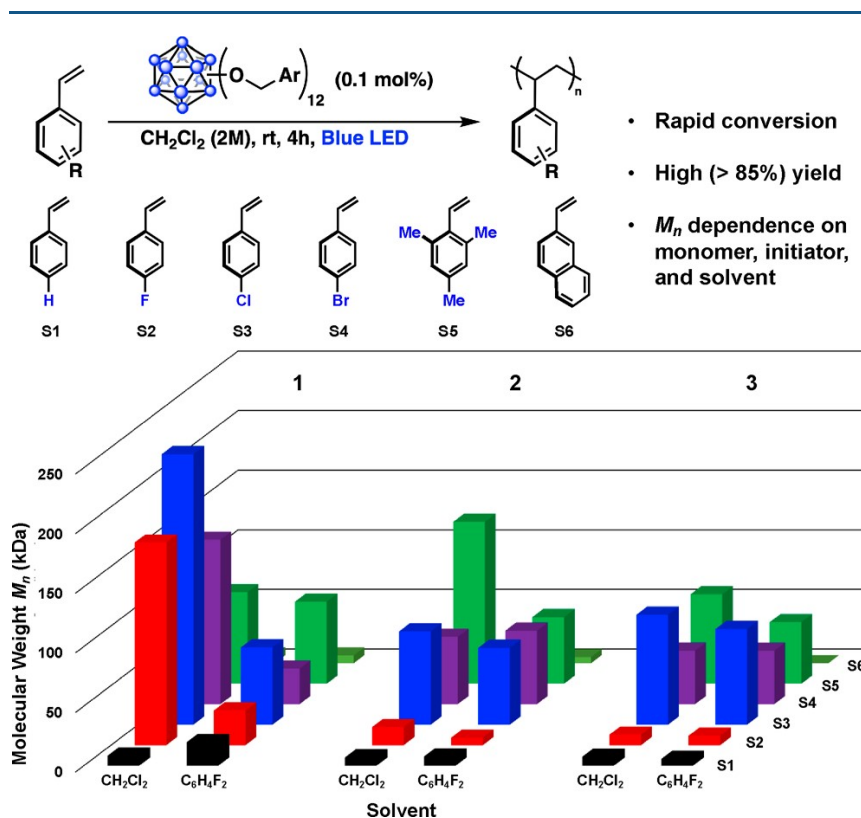 O Ar
12
(0.1 mol%)
R
CH₂Cl₂ (2M), rt, 4h, Blue LED
n
R
• Rapid conversion
• High (> 85%) yield
• Mn dependence on
monomer, initiator,
and solvent
H
F
Cl
Br
Me
Me
Me
S1
S2
S3
S4
S5
S6
1
2
3
250
200
150
100
50
0
Molecular Weight Mn (kDa)
S6
S5
S4
S3
S2
S1
CH₂Cl₂
C₆H₄F₂
CH₂Cl₂
C₆H₄F₂
CH₂Cl₂
C₆H₄F₂
Solvent